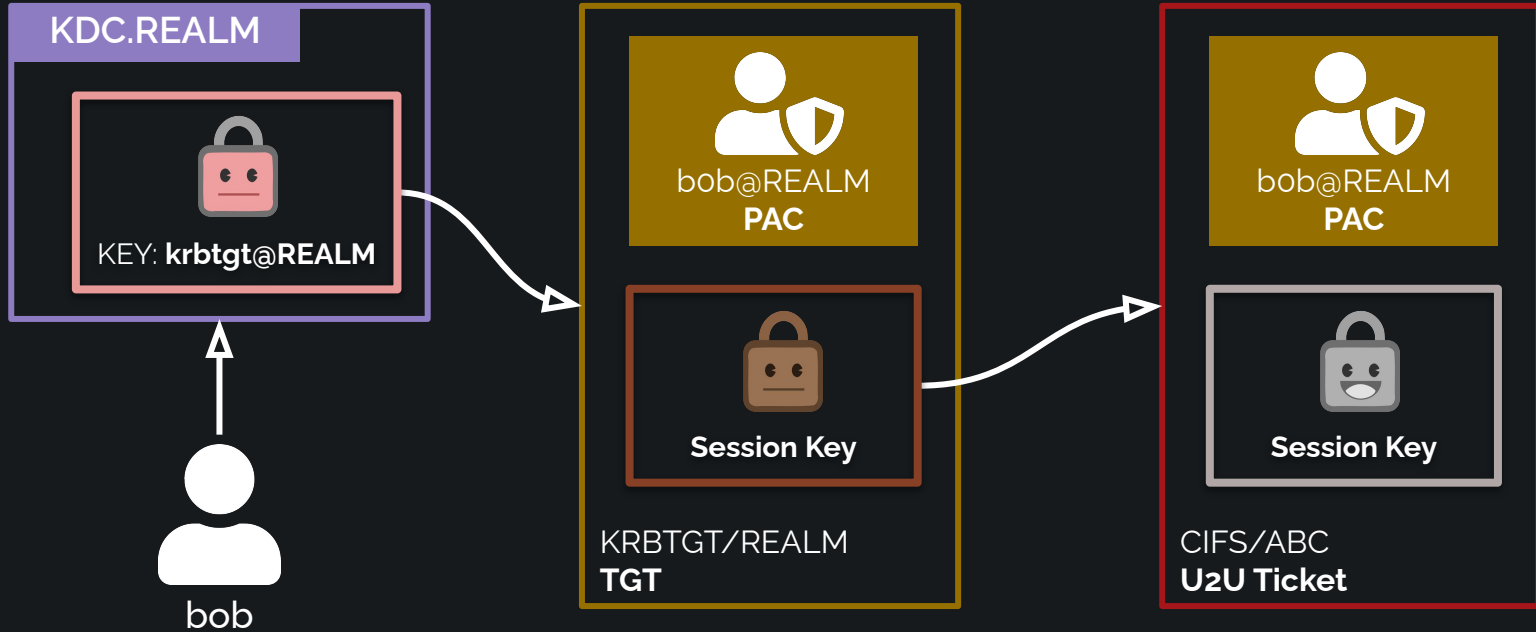 KDC.REALM
KEY: krbtgt@REALM
bob
bob@REALM
PAC
Session Key
KRBTGT/REALM
TGT
bob@REALM
PAC
Session Key
CIFS/ABC
U2U Ticket